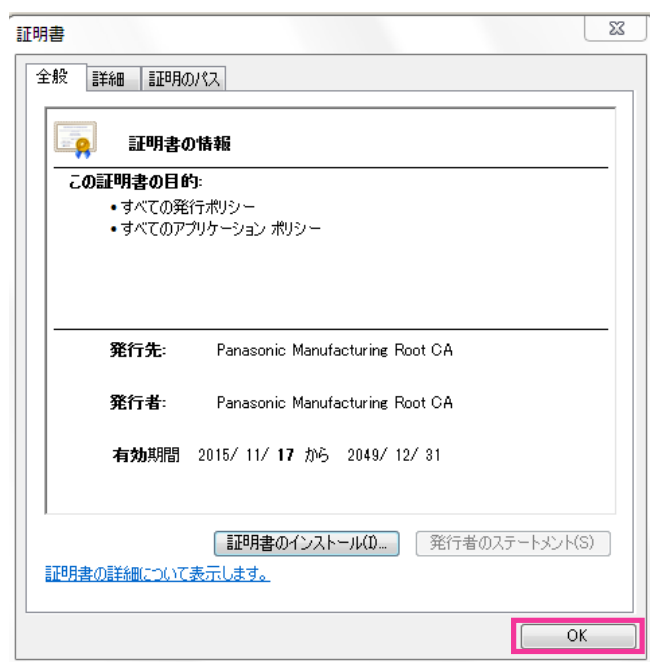 証明書
全般 詳細 証明のパス
証明書の情報
この証明書の目的:
• すべての発行ポリシー
• すべてのアプリケーション ポリシー
発行先: Panasonic Manufacturing Root CA
発行者: Panasonic Manufacturing Root CA
有効期間 2015/ 11/ 17 から 2049/ 12/ 31
証明書のインストール(I)... 発行者のステートメント(S)
証明書の詳細について表示します。
OK